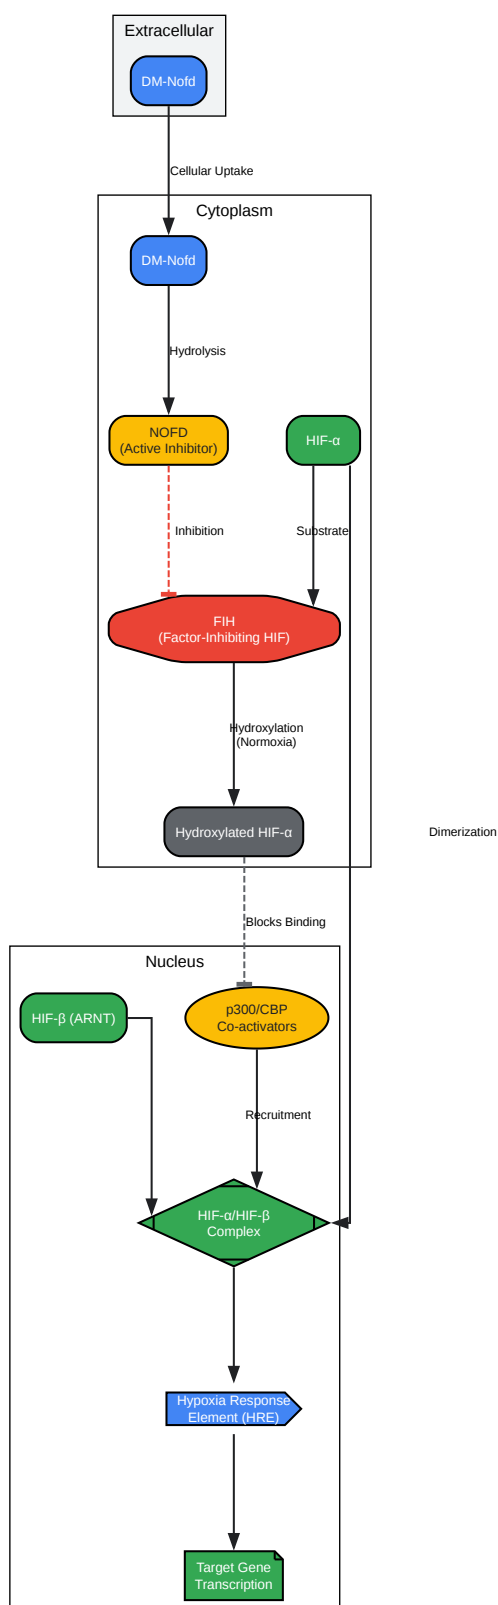 Extracellular
DM-Nofd
Cellular Uptake
Cytoplasm
DM-Nofd
Hydrolysis
NOFD
(Active Inhibitor)
HIF-α
Inhibition
Substrate
FIH
(Factor-Inhibiting HIF)
Hydroxylation
(Normoxia)
Hydroxylated HIF-α
Dimerization
Blocks Binding
Nucleus
HIF-β (ARNT)
p300/CBP
Co-activators
Recruitment
HIF-α/HIF-β
Complex
Hypoxia Response
Element (HRE)
Target Gene
Transcription